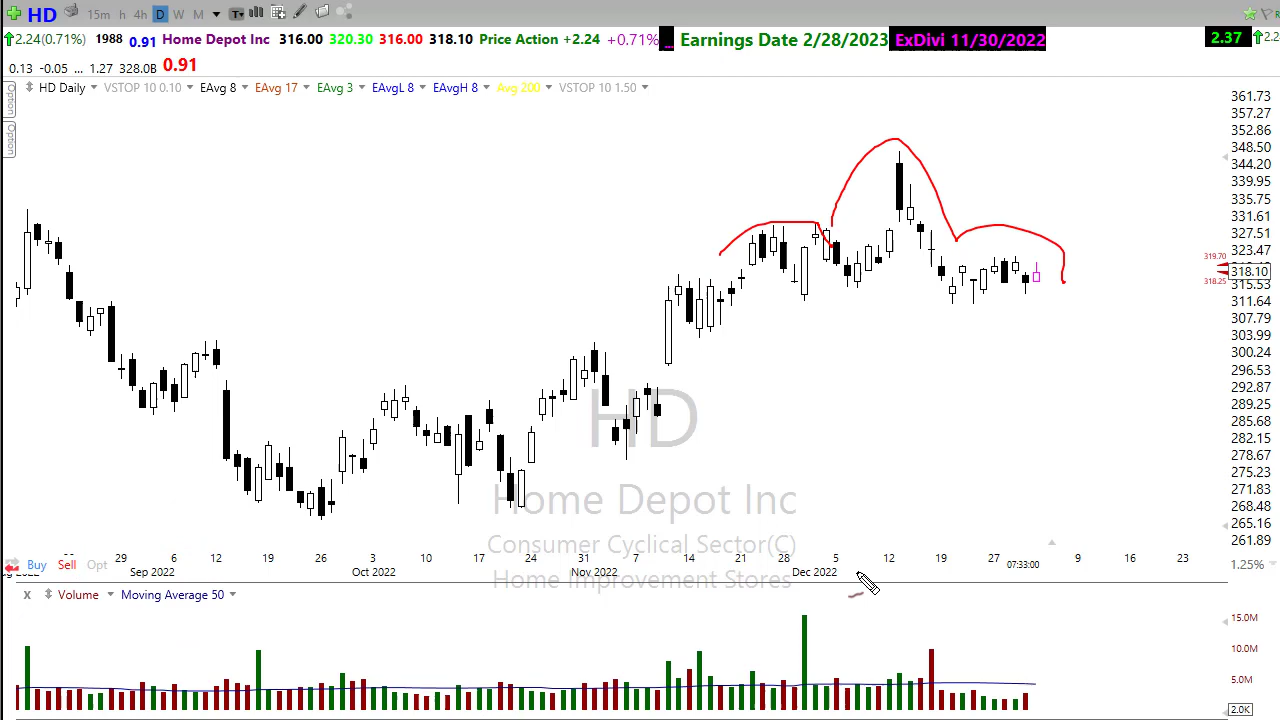 HD 15m h 4h D W M T
2.24(0.71%) 1988 0.91 Home Depot Inc 316.00 320.30 316.00 318.10 Price Action +2.24 +0.71% ... Earnings Date 2/28/2023 ExDivi 11/30/2022 2.37
0.13 -0.05 ... 1.27 328.0B 0.91
HD Daily VSTOP 10 0.10 EAvg 8 EAvg 17 EAvg 3 EAvgL 8 EAvgH 8 Avg 200 VSTOP 10 1.50
Option
Option
361.73
357.27
352.86
348.50
344.20
339.95
335.75
331.61
327.51
323.47
319.70
318.10
318.25
315.53
311.64
307.79
303.99
300.24
296.53
292.87
289.25
285.68
282.15
278.67
275.23
271.83
268.48
265.16
261.89
HD
Home Depot Inc
Consumer Cyclical Sector(C)
Home Improvement Stores
29 6 12 19 26 3 10 17 24 31 7 14 21 28 5 12 19 27 07:33:00 9 16 23
Buy Sell Opt 1.25%
Sep 2022 Oct 2022 Nov 2022 Dec 2022
x Volume Moving Average 50
15.0M
10.0M
5.0M
2.0K